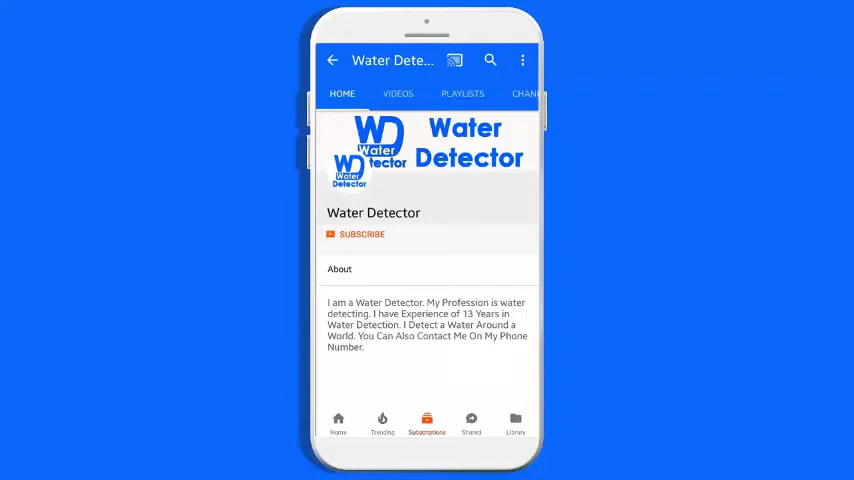 Water Dete...
HOME VIDEOS PLAYLISTS CHAN
WD
Water
Detector
Water
Detector
WD
Water
Detector
Water Detector
SUBSCRIBE
About
I am a Water Detector. My Profession is water
detecting. I have Experience of 13 Years in
Water Detection. I Detect a Water Around a
World. You Can Also Contact Me On My Phone
Number.
Home Trending Subscriptions Shared Library